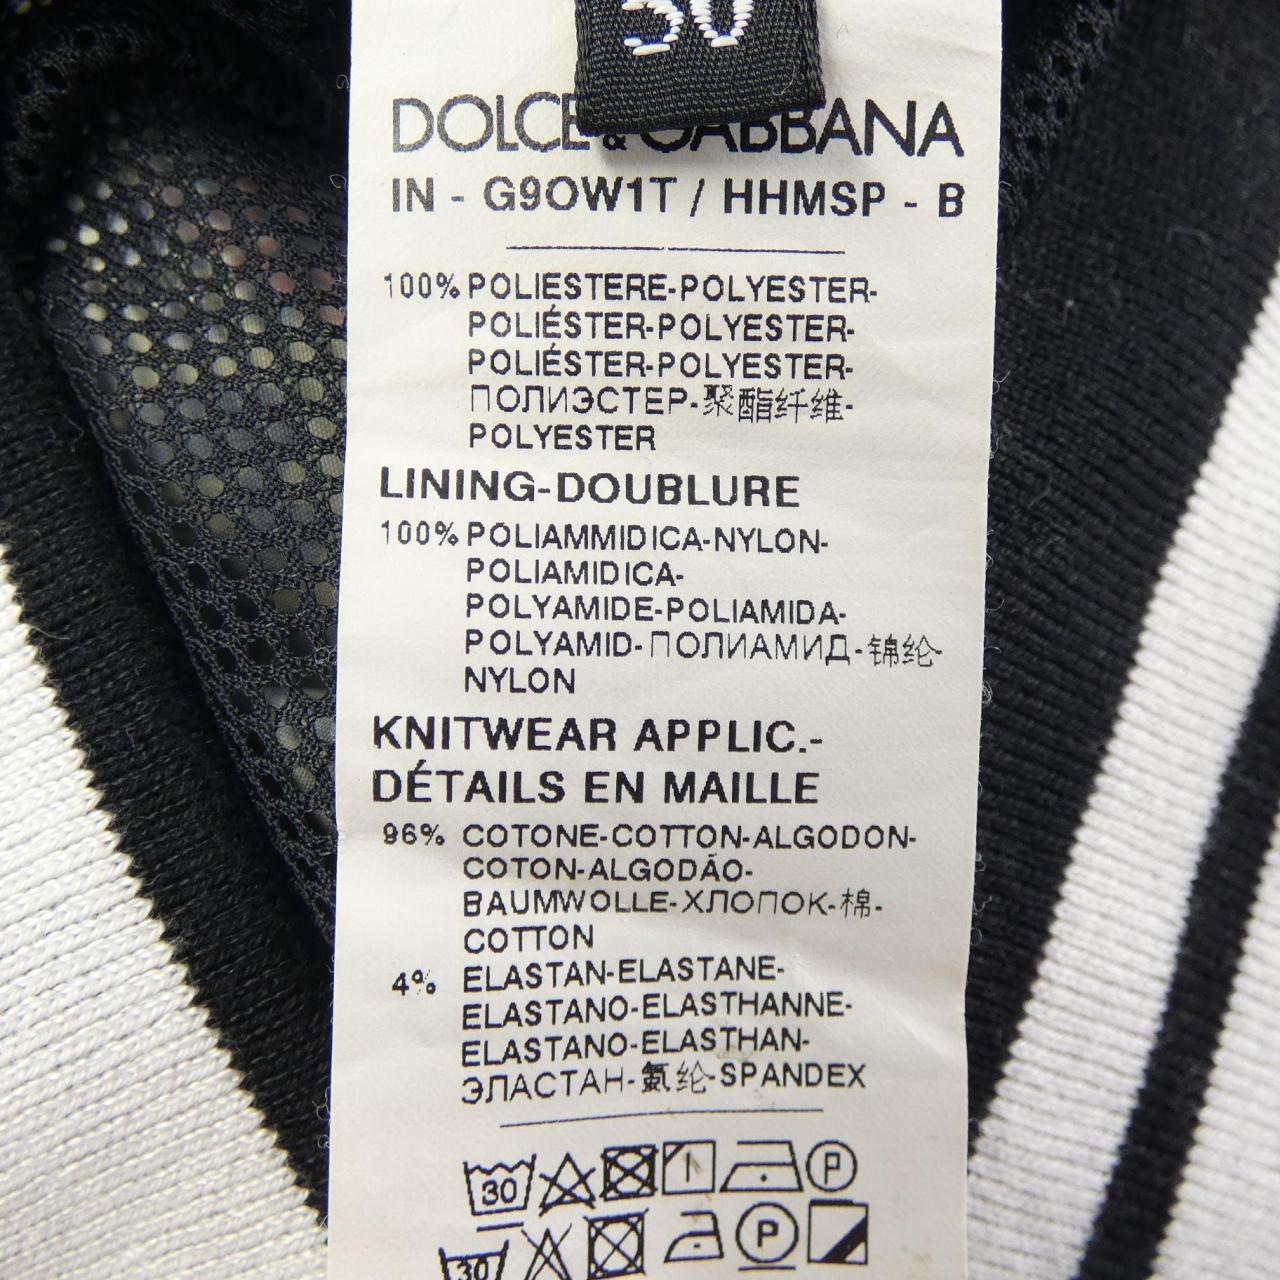 50
DOLCE & GABBANA
IN - G9OW1T / HHMSP - B
100% POLIESTERE-POLYESTER-
POLIÉSTER-POLYESTER-
POLIÉSTER-POLYESTER-
ПОЛИЭСТЕР-聚酯纤维-
POLYESTER
LINING-DOUBLURE
100% POLIAMMIDICA-NYLON-
POLIAMIDICA-
POLYAMIDE-POLIAMIDA-
POLYAMID-ПОЛИАМИД-锦纶-
NYLON
KNITWEAR APPLIC.-
DÉTAILS EN MAILLE
96% COTONE-COTTON-ALGODON-
COTON-ALGODÃO-
BAUMWOLLE-ХЛОПОК-棉-
COTTON
4% ELASTAN-ELASTANE-
ELASTANO-ELASTHANNE-
ELASTANO-ELASTHAN-
ЭЛАСТАН-氨纶-SPANDEX
30 P
30 P